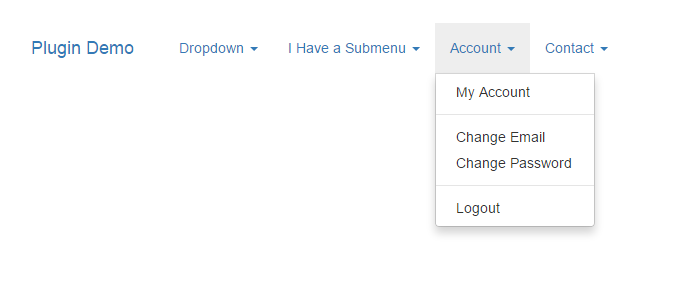 Plugin Demo Dropdown I Have a Submenu Account Contact
My Account
Change Email
Change Password
Logout